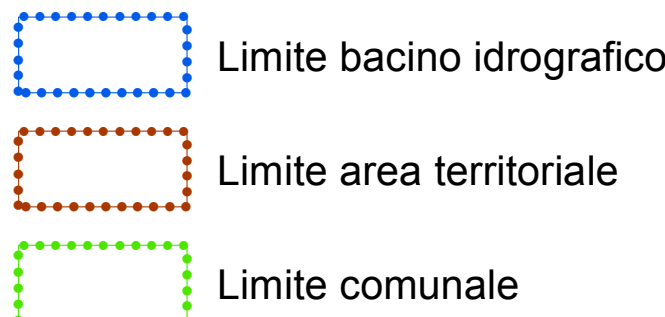 Limite bacino idrografico
Limite area territoriale
Limite comunale